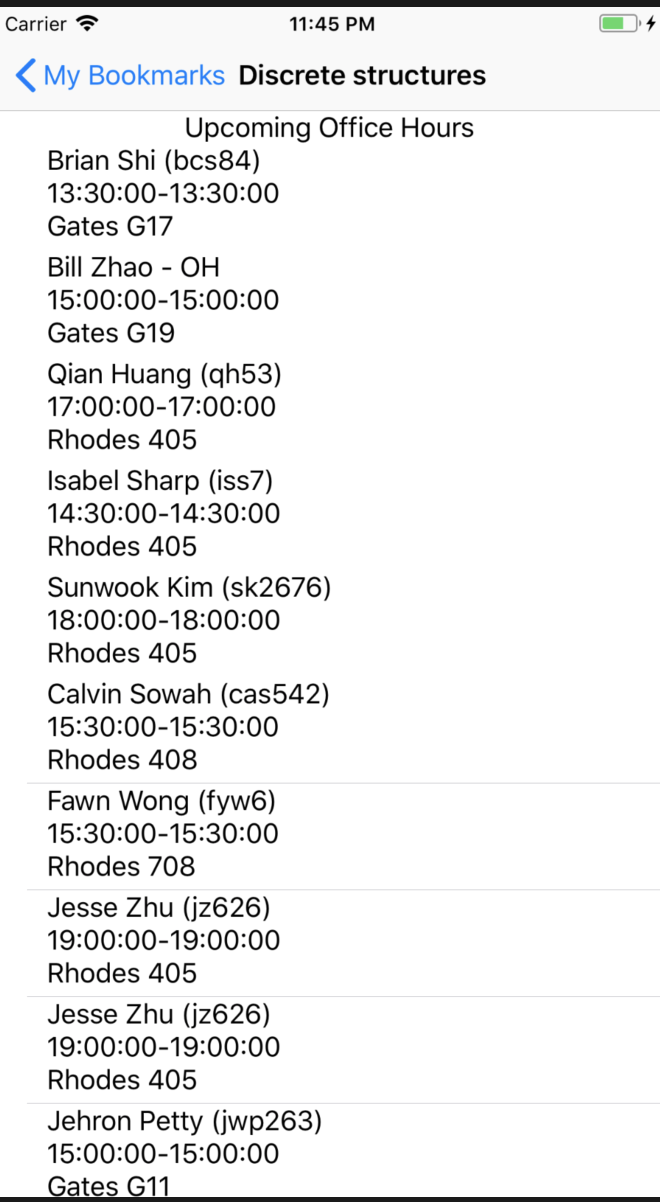 Carrier 11:45 PM
My Bookmarks Discrete structures
Upcoming Office Hours
Brian Shi (bcs84)
13:30:00-13:30:00
Gates G17
Bill Zhao - OH
15:00:00-15:00:00
Gates G19
Qian Huang (qh53)
17:00:00-17:00:00
Rhodes 405
Isabel Sharp (iss7)
14:30:00-14:30:00
Rhodes 405
Sunwook Kim (sk2676)
18:00:00-18:00:00
Rhodes 405
Calvin Sowah (cas542)
15:30:00-15:30:00
Rhodes 408
Fawn Wong (fyw6)
15:30:00-15:30:00
Rhodes 708
Jesse Zhu (jz626)
19:00:00-19:00:00
Rhodes 405
Jesse Zhu (jz626)
19:00:00-19:00:00
Rhodes 405
Jehron Petty (jwp263)
15:00:00-15:00:00
Gates G11